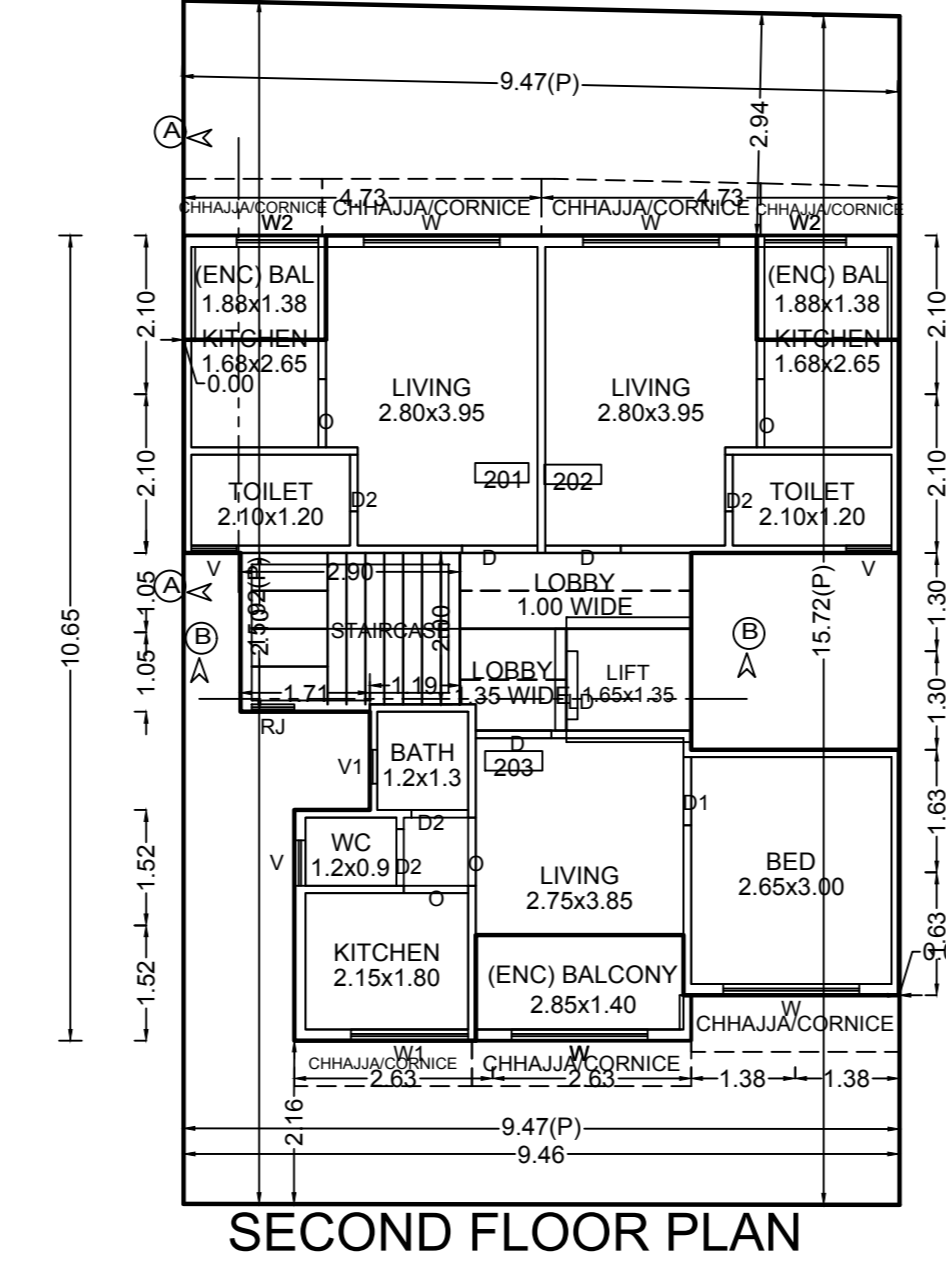 9.47(P)
2.94
A
4.73
4.73
CHHAJJA/CORNICE
CHHAJJA/CORNICE
CHHAJJA/CORNICE
CHHAJJA/CORNICE
W2
W
W
W2
(ENC) BAL
1.88x1.38
(ENC) BAL
1.88x1.38
KITCHEN
1.68x2.65
KITCHEN
1.68x2.65
0.00
2.10
2.10
LIVING
2.80x3.95
LIVING
2.80x3.95
O
O
201
202
2.10
2.10
TOILET
2.10x1.20
TOILET
2.10x1.20
D2
D2
V
D
D
V
A
1.05
2.90
LOBBY
1.00 WIDE
15.72(P)
1.30
10.65
B
STAIRCASE
B
1.05
LOBBY
1.35 WIDE
LIFT
1.65x1.35
1.30
1.71
1.19
D
RJ
V1
BATH
1.2x1.3
D
203
D1
1.63
D2
WC
1.2x0.9
V
D2
O
O
1.52
LIVING
2.75x3.85
BED
2.65x3.00
1.63
KITCHEN
2.15x1.80
(ENC) BALCONY
2.85x1.40
1.52
W1
W
W
CHHAJJA/CORNICE
CHHAJJA/CORNICE
CHHAJJA/CORNICE
2.63
2.63
1.38
1.38
2.16
9.47(P)
9.46
SECOND FLOOR PLAN